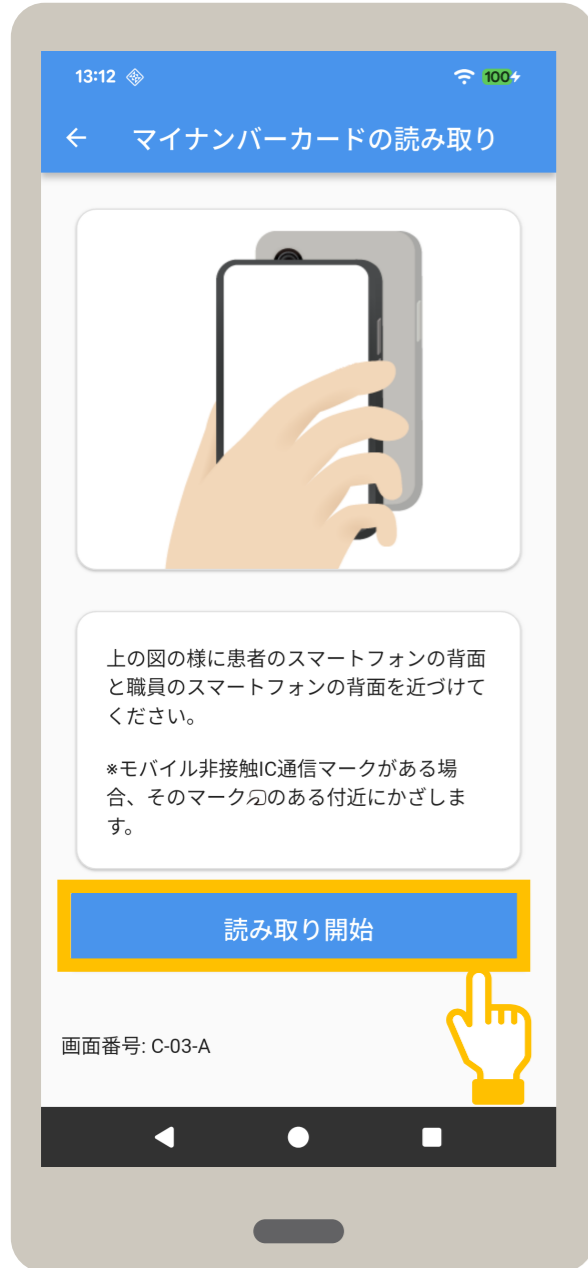 13:12
100
マイナンバーカードの読み取り
上の図の様に患者のスマートフォンの背面
と職員のスマートフォンの背面を近づけて
ください。
※モバイル非接触IC通信マークがある場
合、そのマークのある付近にかざしま
す。
読み取り開始
画面番号: C-03-A